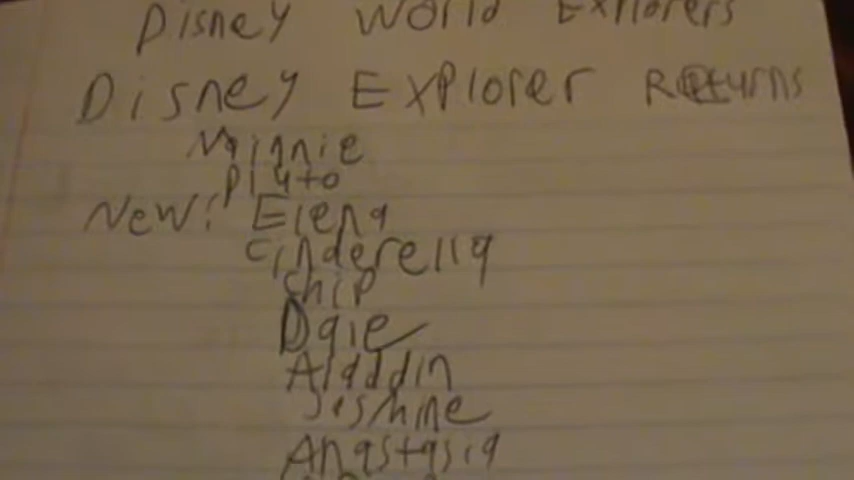 Disney World Explorers
Disney Explorer Returns
Minnie
Pluto
New! Elena
Cinderella
Chip
Dale
Aladdin
Jasmine
Anastasia